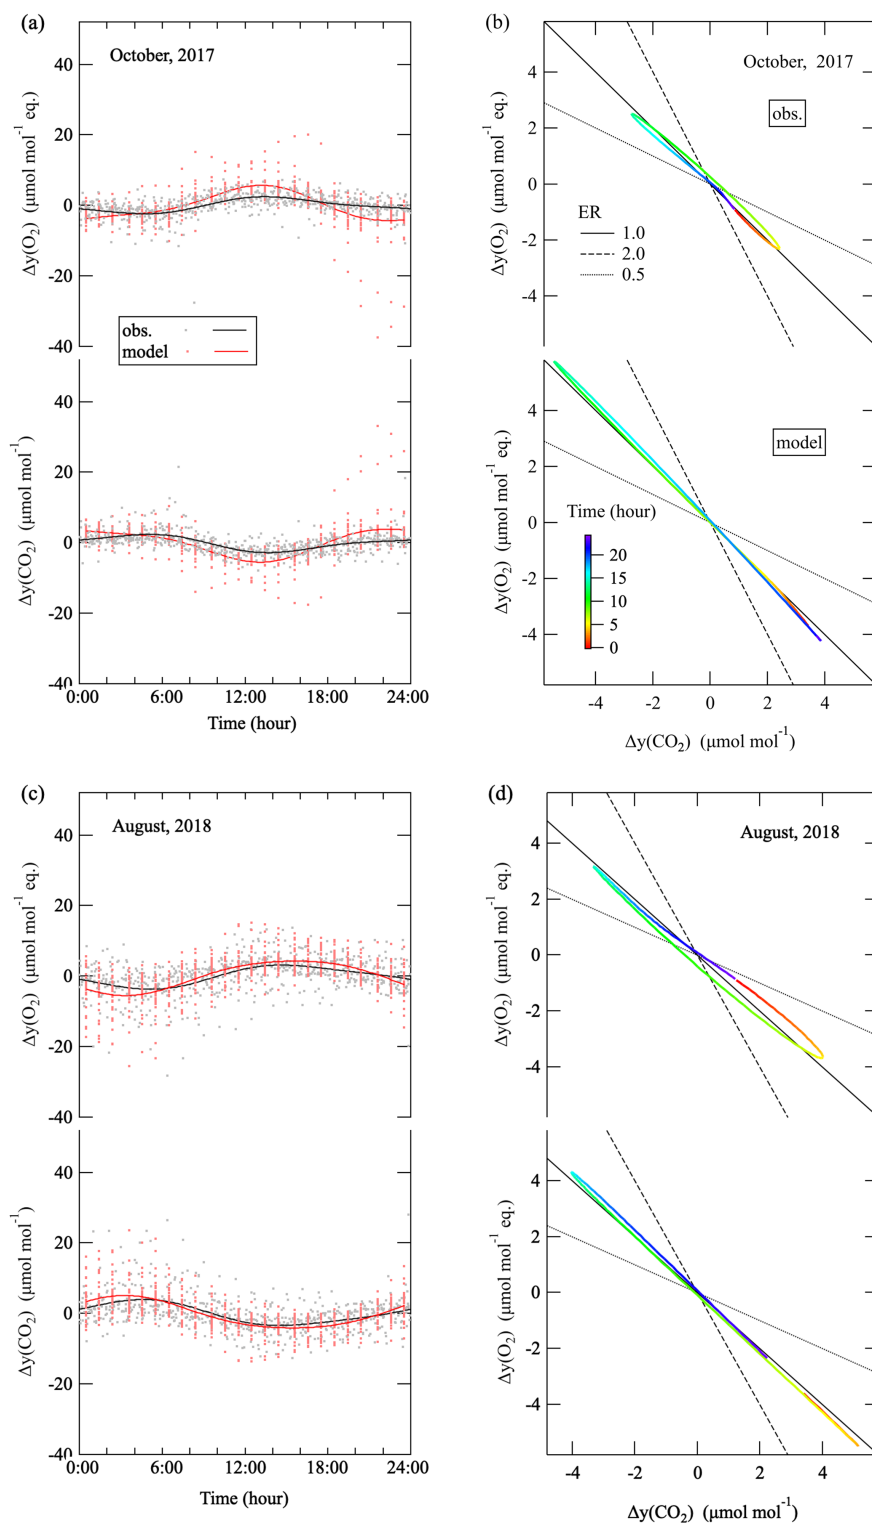 (a)
October, 2017
40
20
0
-20
-40
Δy(O₂) (μmol mol⁻¹ eq.)
obs.
model
40
20
0
-20
-40
Δy(CO₂) (μmol mol⁻¹)
0:00 6:00 12:00 18:00 24:00
Time (hour)
(b)
October, 2017
obs.
4
2
0
-2
-4
Δy(O₂) (μmol mol⁻¹ eq.)
ER
1.0
2.0
0.5
model
4
2
0
-2
-4
Δy(O₂) (μmol mol⁻¹ eq.)
Time (hour)
20
15
10
5
0
-4 -2 0 2 4
Δy(CO₂) (μmol mol⁻¹)
(c)
August, 2018
40
20
0
-20
-40
Δy(O₂) (μmol mol⁻¹ eq.)
40
20
0
-20
-40
Δy(CO₂) (μmol mol⁻¹)
0:00 6:00 12:00 18:00 24:00
Time (hour)
(d)
August, 2018
4
2
0
-2
-4
Δy(O₂) (μmol mol⁻¹ eq.)
4
2
0
-2
-4
Δy(O₂) (μmol mol⁻¹ eq.)
-4 -2 0 2 4
Δy(CO₂) (μmol mol⁻¹)